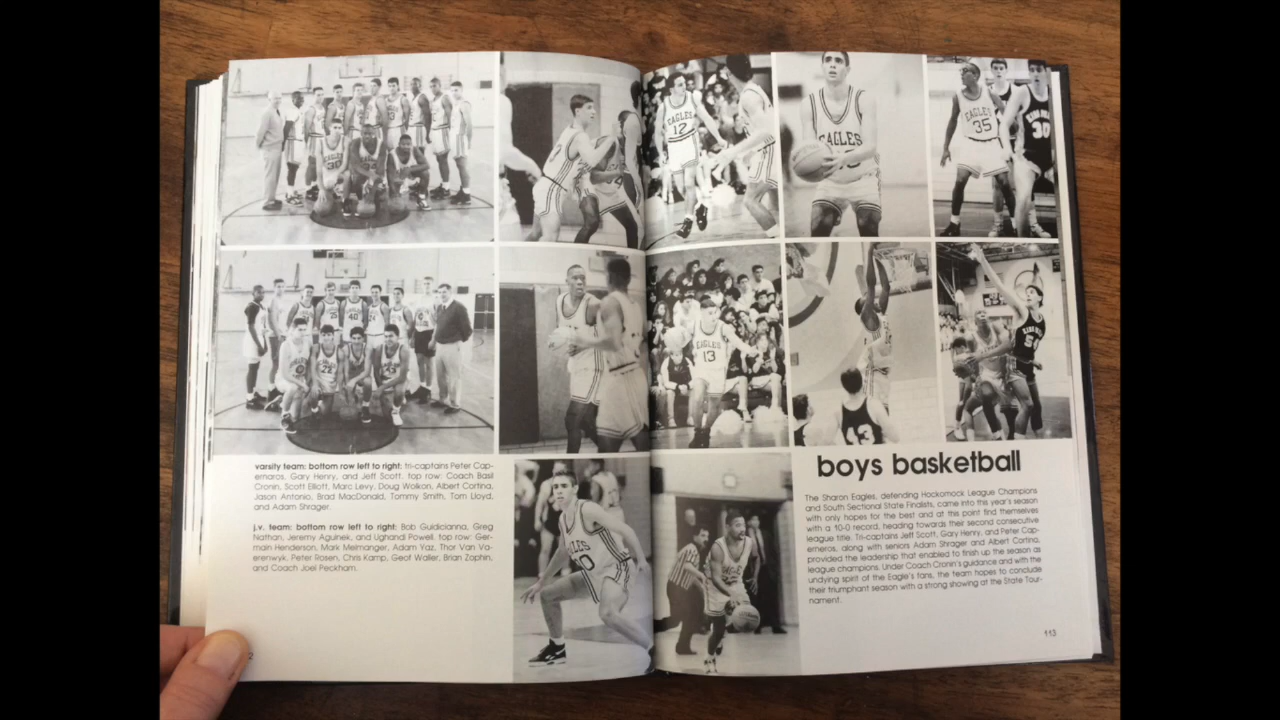 varsity team: bottom row left to right: tri-captains Peter Cap-
erneros, Gary Henry, and Jeff Scott. top row: Coach Basil
Cronin, Scott Elliott, Marc Levy, Doug Wolkon, Albert Cortina,
Jason Antonio, Brad MacDonald, Tommy Smith, Tom Lloyd,
and Adam Shrager.
j.v. team: bottom row left to right: Bob Guidicianna, Greg
Nathan, Jeremy Aguinek, and Ughand Powell. top row: Ger-
main Henderson, Mark Melmanger, Adam Yaz, Thor Van Va-
erenwyk, Peter Rosen, Chris Kamp, Geof Waller, Brian Zophin,
and Coach Joel Peckham.
EAGLES
12
EAGLES
EAGLES
35
30
EAGLES
13
13
boys basketball
The Sharon Eagles, defending Hockomock League Champions
and South Sectional State Finalists, came into this year's season
with only hopes for the best and at this point find themselves
with a 10-0 record, heading towards their second consecutive
league title. Tri-captains Jeff Scott, Gary Henry, and Peter Cap-
erneros, along with seniors Adam Shrager and Albert Cortina,
provided the leadership that enabled to finish up the season as
league champions. Under Coach Cronin's guidance and with the
undying spirit of the Eagle's fans, the team hopes to conclude
their triumphant season with a strong showing at the State Tour-
nament.
113